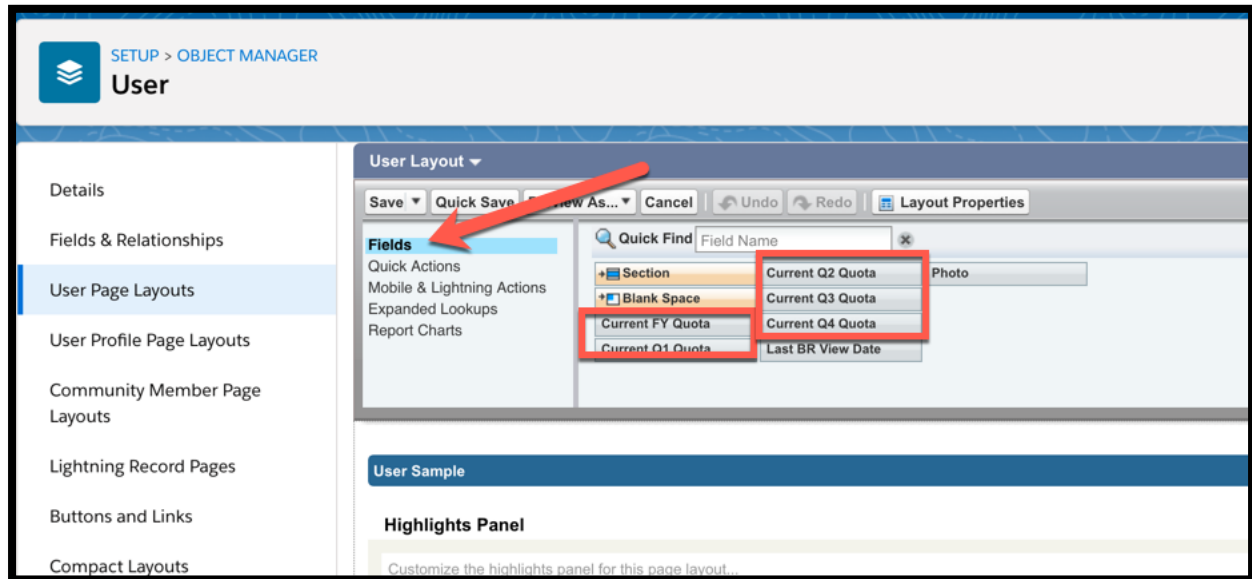 SETUP > OBJECT MANAGER
User
Details
Fields & Relationships
User Page Layouts
User Profile Page Layouts
Community Member Page
Layouts
Lightning Record Pages
Buttons and Links
Compact Layouts
User Layout
Save Quick Save As... Cancel Undo Redo Layout Properties
Fields
Quick Actions
Mobile & Lightning Actions
Expanded Lookups
Report Charts
Quick Find Field Name
Section Current Q2 Quota Photo
Blank Space Current Q3 Quota
Current FY Quota Current Q4 Quota
Current Q1 Quota Last BR View Date
User Sample
Highlights Panel
Customize the highlights panel for this page layout...